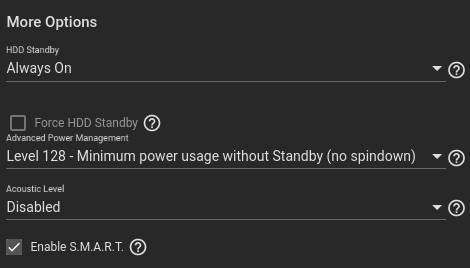 More Options
HDD Standby
Always On
Force HDD Standby
Advanced Power Management
Level 128 - Minimum power usage without Standby (no spindown)
Acoustic Level
Disabled
Enable S.M.A.R.T.